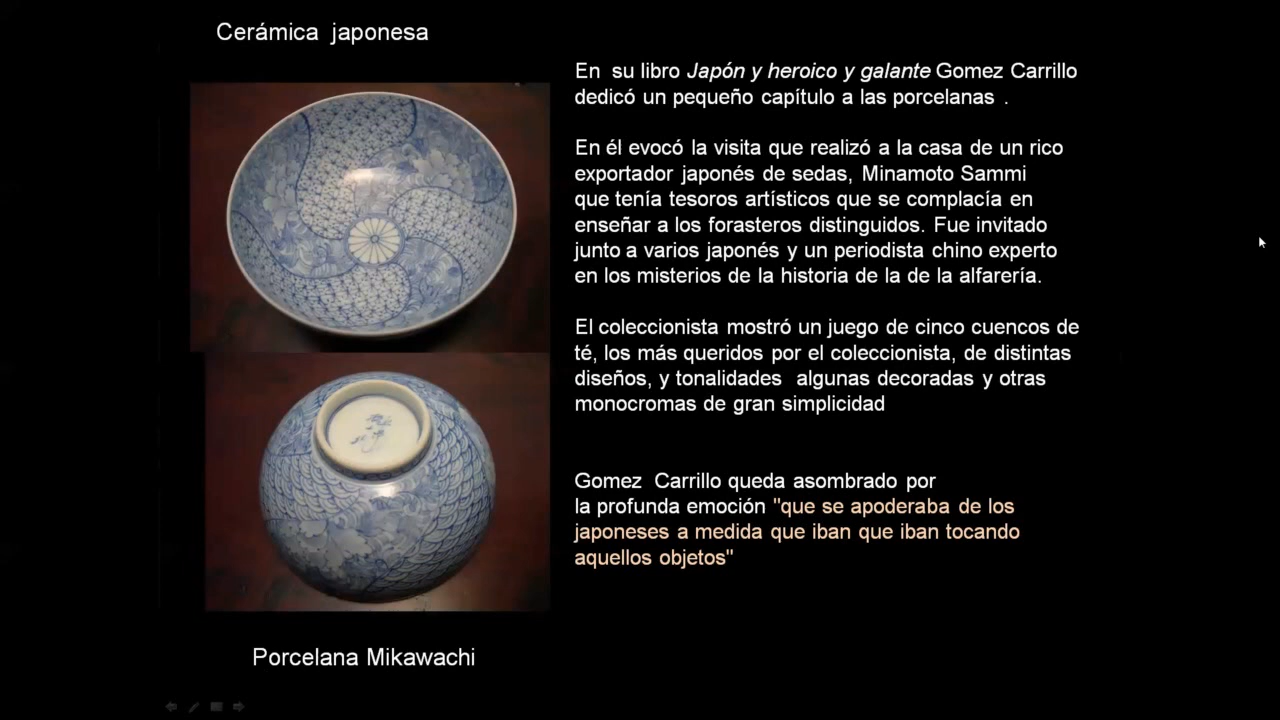 Cerámica japonesa
En su libro Japón y heroico y galante Gomez Carrillo
dedicó un pequeño capítulo a las porcelanas .
En él evocó la visita que realizó a la casa de un rico
exportador japonés de sedas, Minamoto Sammi
que tenía tesoros artísticos que se complacía en
enseñar a los forasteros distinguidos. Fue invitado
junto a varios japonés y un periodista chino experto
en los misterios de la historia de la de la alfarería.
El coleccionista mostró un juego de cinco cuencos de
té, los más queridos por el coleccionista, de distintas
diseños, y tonalidades algunas decoradas y otras
monocromas de gran simplicidad
Gomez Carrillo queda asombrado por
la profunda emoción "que se apoderaba de los
japoneses a medida que iban que iban tocando
aquellos objetos"
Porcelana Mikawachi